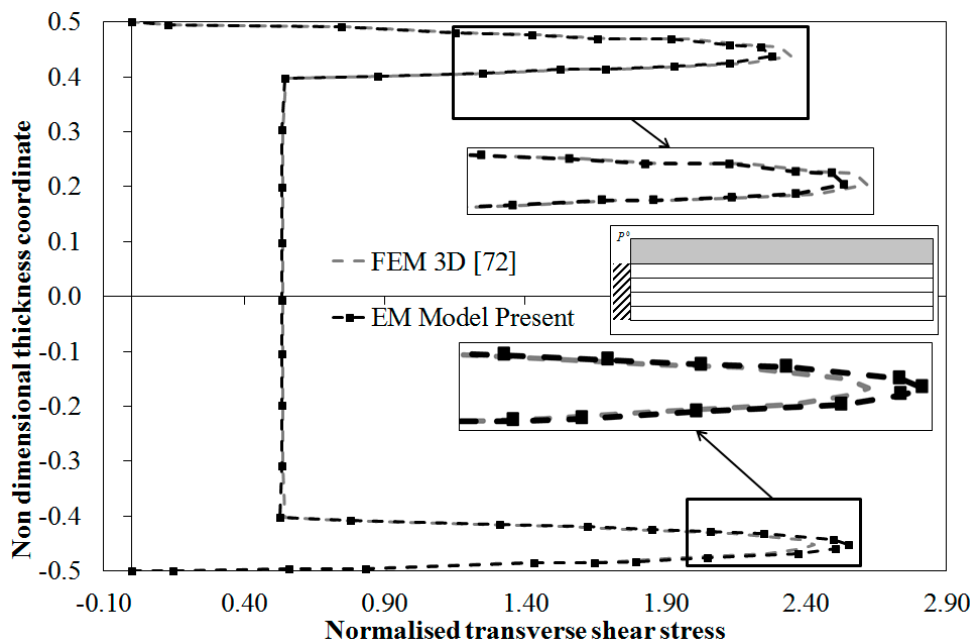 0.5
0.4
0.3
0.2
0.1
0.0
-0.1
-0.2
-0.3
-0.4
-0.5
Non dimensional thickness coordinate
P⁰
FEM 3D [72]
EM Model Present
-0.10 0.40 0.90 1.40 1.90 2.40 2.90
Normalised transverse shear stress